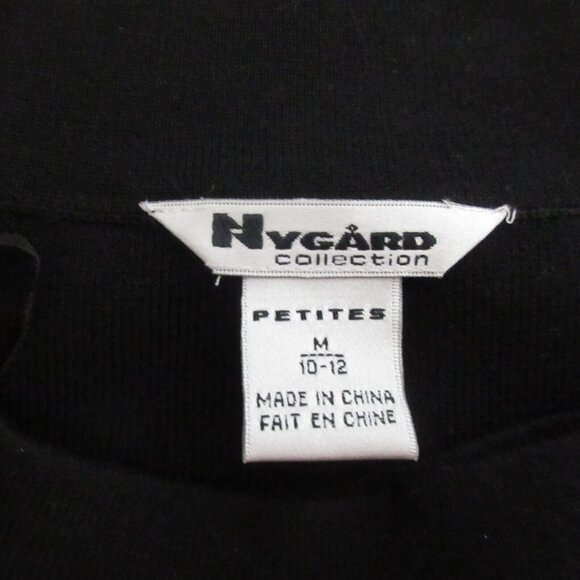 NYGÅRD
collection
PETITES
M
10-12
MADE IN CHINA
FAIT EN CHINE